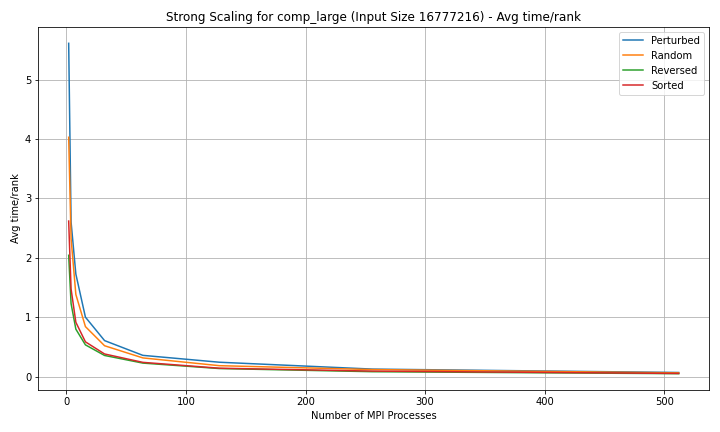 Strong Scaling for comp_large (Input Size 16777216) - Avg time/rank
Perturbed
Random
Reversed
Sorted
5
4
3
2
1
0
Avg time/rank
0 100 200 300 400 500
Number of MPI Processes